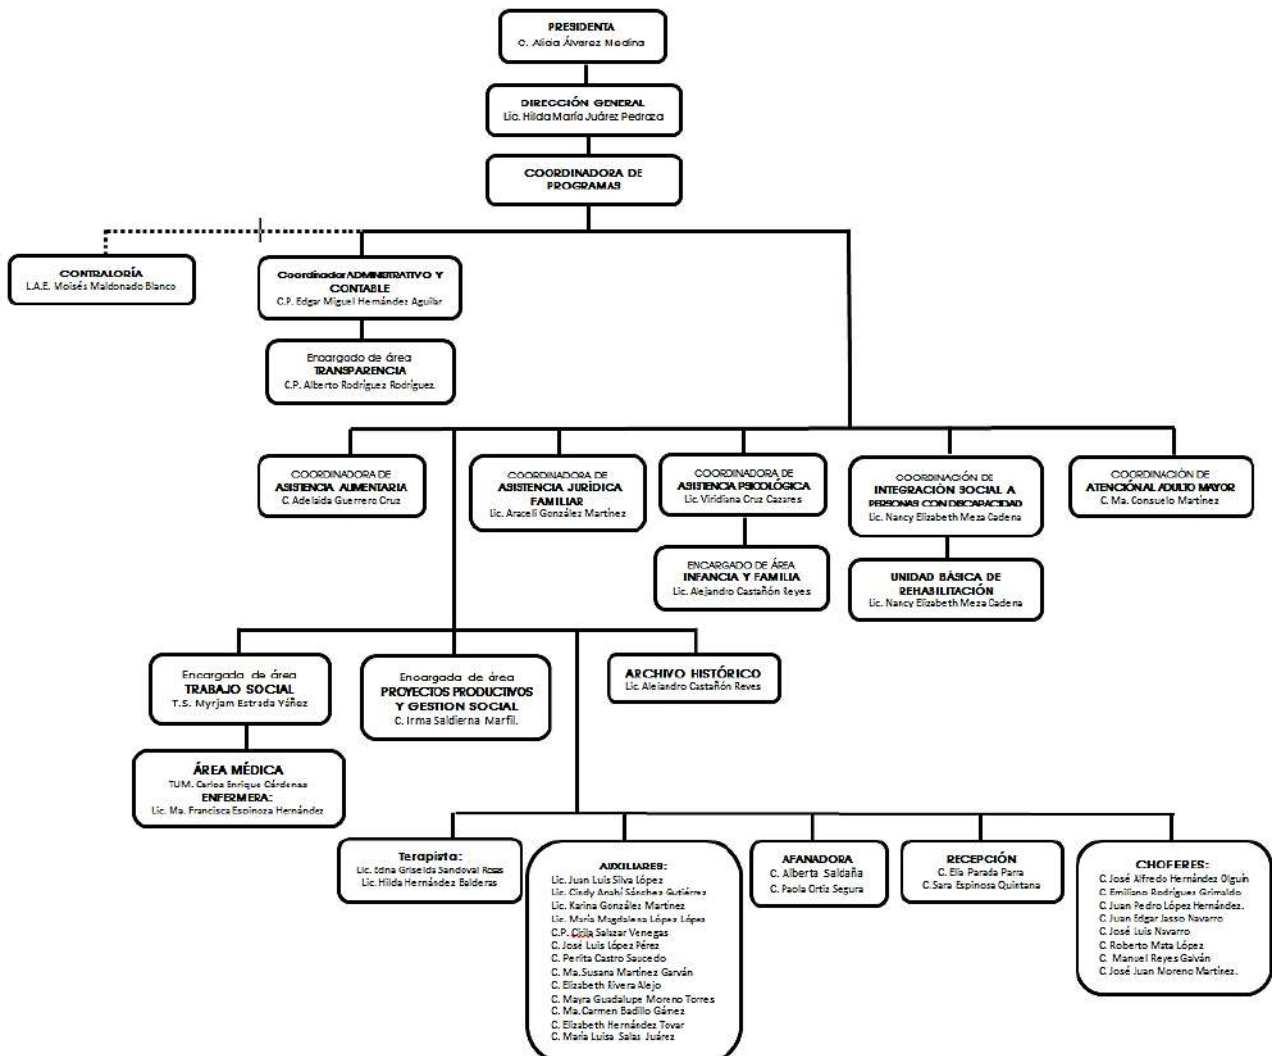 PRESIDENTA
C. Alicia Álvarez Medina
DIRECCIÓN GENERAL
Lic. Hilda María Juárez Pedraza
COORDINADORA DE
PROGRAMAS
CONTRALORÍA
L.A.E. Moisés Maldonado Blanco
Coordinador ADMINISTRATIVO Y
CONTABLE
C.P. Edgar Miguel Hernández Aguilar
Encargado de área
TRANSPARENCIA
C.P. Alberto Rodríguez Rodríguez
COORDINADORA DE
ASISTENCIA ALIMENTARIA
C. Adelaida Guerrero Cruz
COORDINADORA DE
ASISTENCIA JURÍDICA
FAMILIAR
Lic. Araceli González Martínez
COORDINADORA DE
ASISTENCIA PSICOLÓGICA
Lic. Viridiana Cruz Cazares
COORDINACIÓN DE
INTEGRACIÓN SOCIAL A
PERSONAS CON DISCAPACIDAD
Lic. Nancy Elizabeth Meza Cadena
COORDINACIÓN DE
ATENCIÓN AL ADULTO MAYOR
C. Ma. Consuelo Martínez
ENCARGADO DE ÁREA
INFANCIA Y FAMILIA
Lic. Alejandro Castañón Reyes
UNIDAD BÁSICA DE
REHABILITACIÓN
Lic. Nancy Elizabeth Meza Cadena
Encargada de área
TRABAJO SOCIAL
T.S. Myrjam Estrada Yáñez
Encargada de área
PROYECTOS PRODUCTIVOS
Y GESTION SOCIAL
C. Irma Saldierna Marfil.
ARCHIVO HISTÓRICO
Lic. Alejandro Castañón Reyes
ÁREA MÉDICA
TUM. Carlos Enrique Cárdenas
ENFERMERA:
Lic. Ma. Francisca Espinoza Hernández
Terapista:
Lic. Edna Griselda Sandoval Rosas
Lic. Hilda Hernández Balderas
AUXILIARES:
Lic. Juan Luis Silva López
Lic. Cindy Anahí Sánchez Gutiérrez
Lic. Karina González Martínez
Lic. María Magdalena López López
C.P. Cirila Salazar Venegas
C. José Luis López Pérez
C. Perlita Castro Saucedo
C. Ma.Susana Martínez Garván
C. Elizabeth Rivera Alejo
C. Mayra Guadalupe Moreno Torres
C. Ma.Carmen Badillo Gámez
C. Elizabeth Hernández Tovar
C. María Luisa Salas Juárez
AFANADORA
C. Alberta Saldaña
C. Paola Ortiz Segura
RECEPCIÓN
C. Elia Parada Parra
C.Sara Espinosa Quintana
CHOFERES:
C. José Alfredo Hernández Olguín
C. Emiliano Rodríguez Grimaldo
C. Juan Pedro López Hernández.
C. Juan Edgar Jasso Navarro
C. José Luis Navarro
C. Roberto Mata López
C. Manuel Reyes Gaiván
C. José Juan Moreno Martínez.